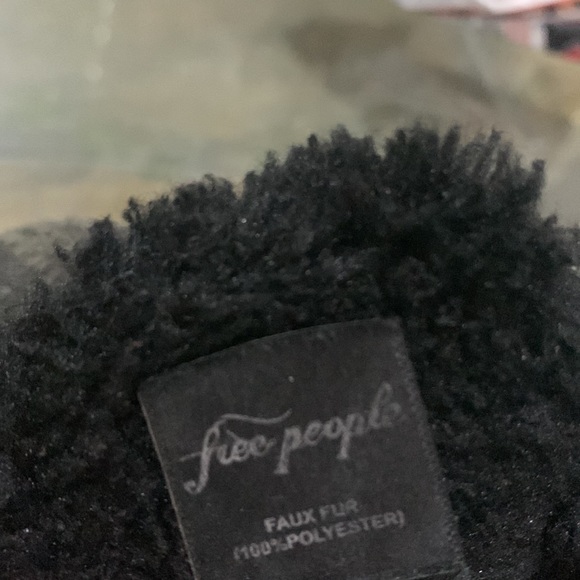 free people
FAUX FUR
(100%POLYESTER)